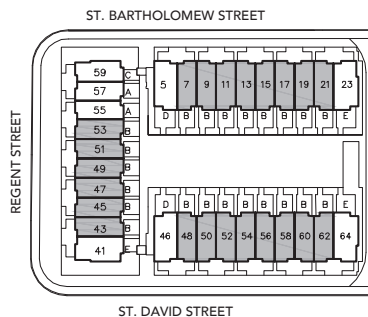 ST. BARTHOLOMEW STREET
REGENT STREET
59 C
57 A
55 A
53 B
51 B
49 B
47 B
45 B
43 B
41 E
5 7 9 11 13 15 17 19 21 23
D B B B B B B B B E
D B B B B B B B B E
46 48 50 52 54 56 58 60 62 64
ST. DAVID STREET